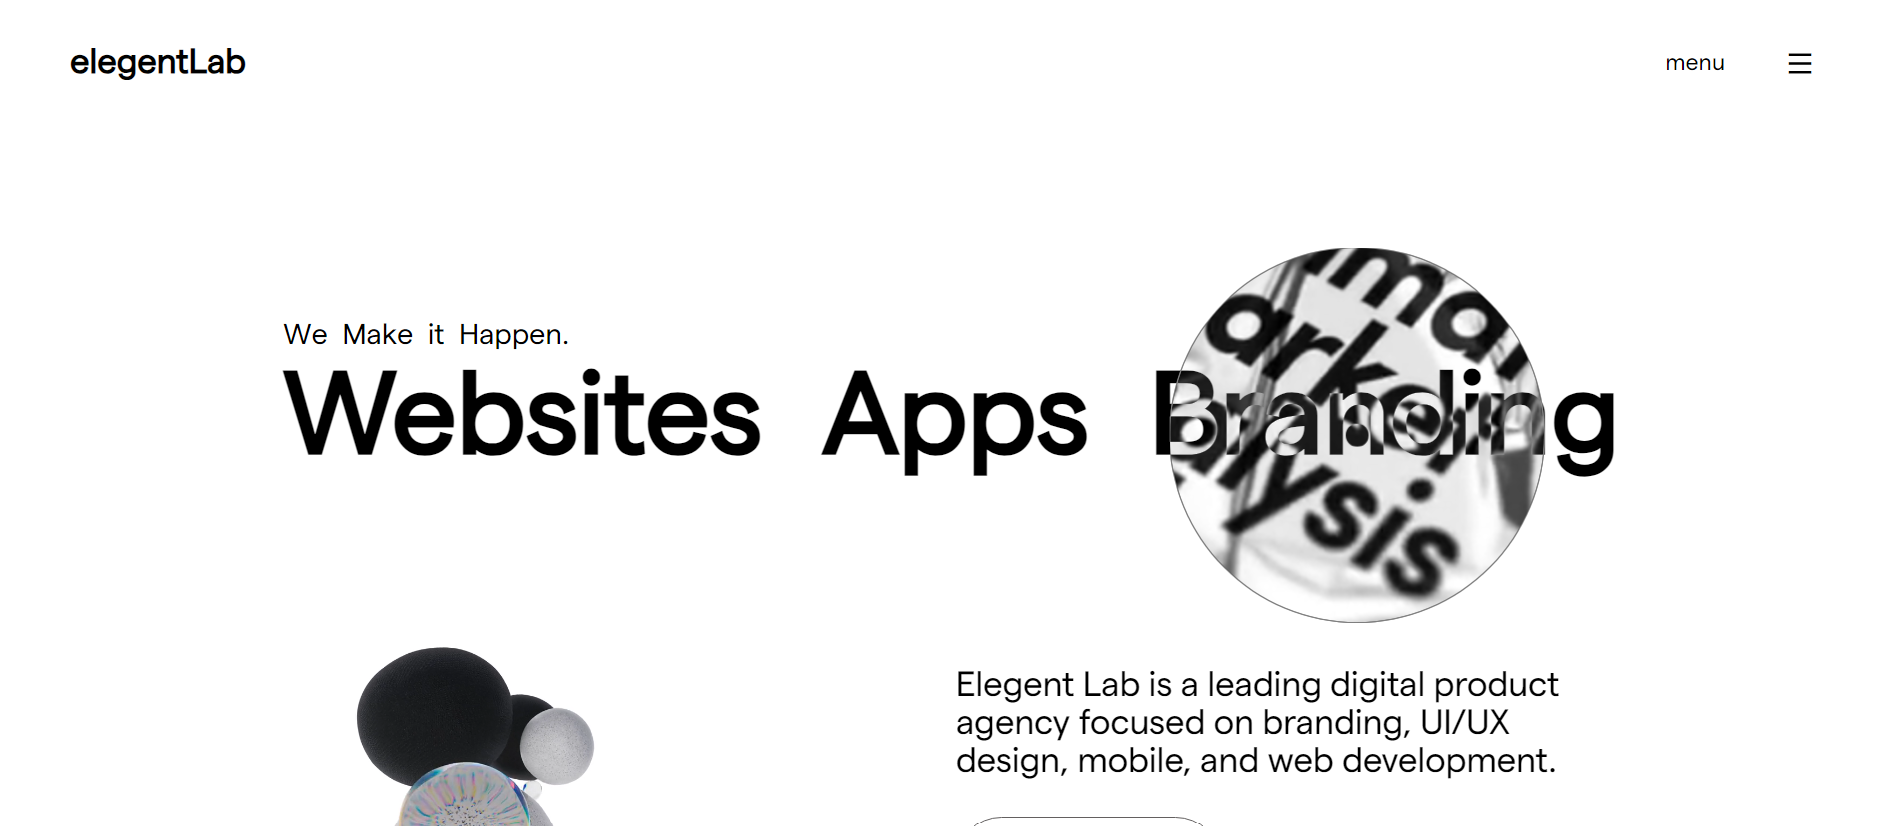 elegentLab
menu
We Make it Happen.
Websites Apps Branding
Elegent Lab is a leading digital product
agency focused on branding, UI/UX
design, mobile, and web development.